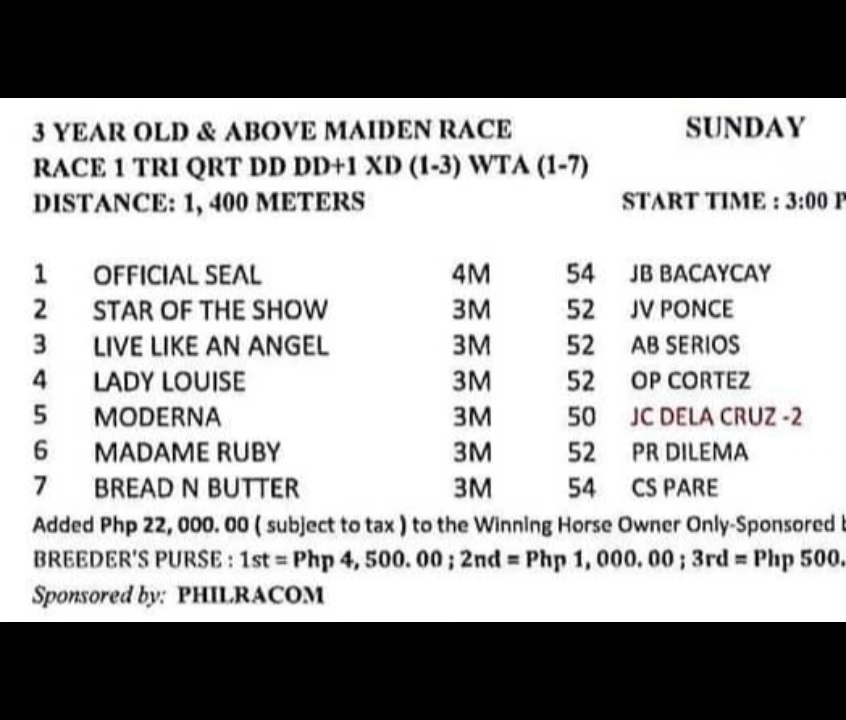 3 YEAR OLD & ABOVE MAIDEN RACE SUNDAY
RACE 1 TRI QRT DD DD+1 XD (1-3) WTA (1-7)
DISTANCE: 1, 400 METERS START TIME : 3:00 P
1 OFFICIAL SEAL 4M 54 JB BACAYCAY
2 STAR OF THE SHOW 3M 52 JV PONCE
3 LIVE LIKE AN ANGEL 3M 52 AB SERIOS
4 LADY LOUISE 3M 52 OP CORTEZ
5 MODERNA 3M 50 JC DELA CRUZ -2
6 MADAME RUBY 3M 52 PR DILEMA
7 BREAD N BUTTER 3M 54 CS PARE
Added Php 22, 000. 00 ( subject to tax ) to the Winning Horse Owner Only-Sponsored
BREEDER'S PURSE : 1st = Php 4, 500. 00 ; 2nd = Php 1, 000. 00 ; 3rd = Php 500.
Sponsored by: PHILRACOM